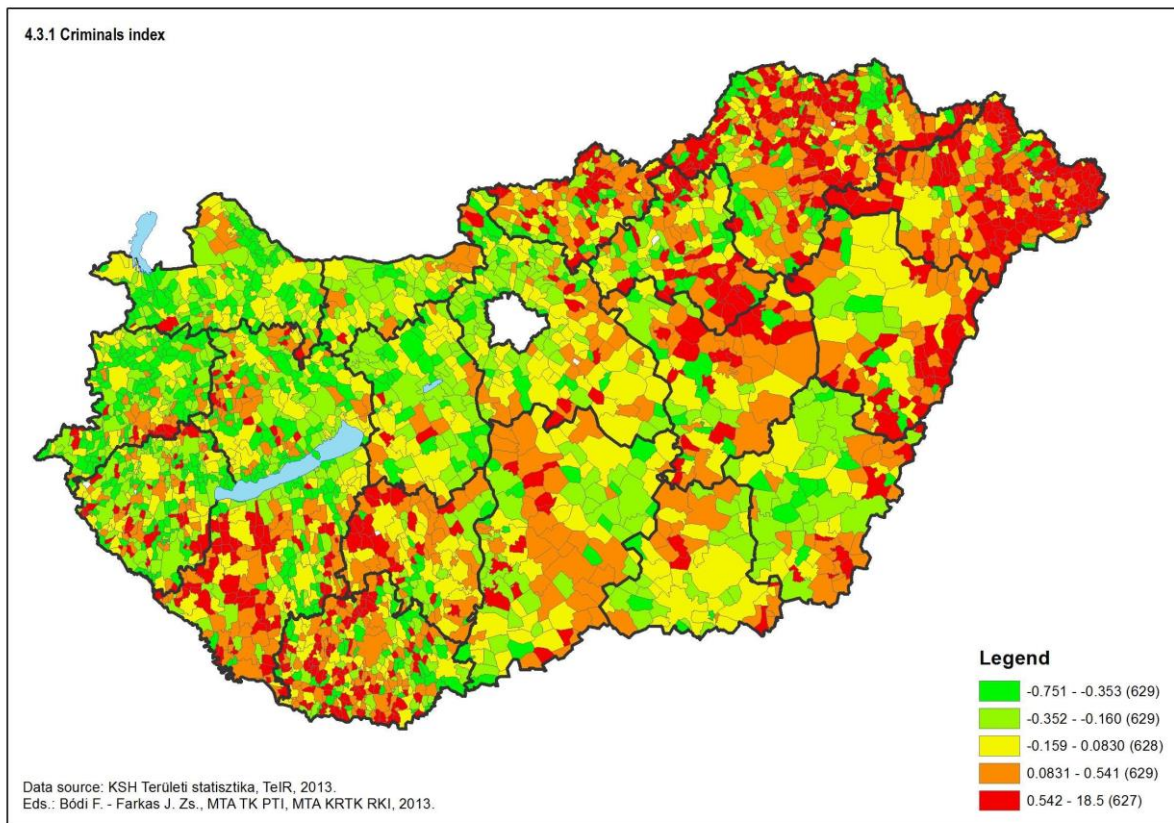 4.3.1 Criminals index
Legend
-0.751 - -0.353 (629)
-0.352 - -0.160 (629)
-0.159 - 0.0830 (628)
0.0831 - 0.541 (629)
0.542 - 18.5 (627)
Data source: KSH Területi statisztika, TeIR, 2013.
Eds.: Bódi F. - Farkas J. Zs., MTA TK PTI, MTA KRTK RKI, 2013.